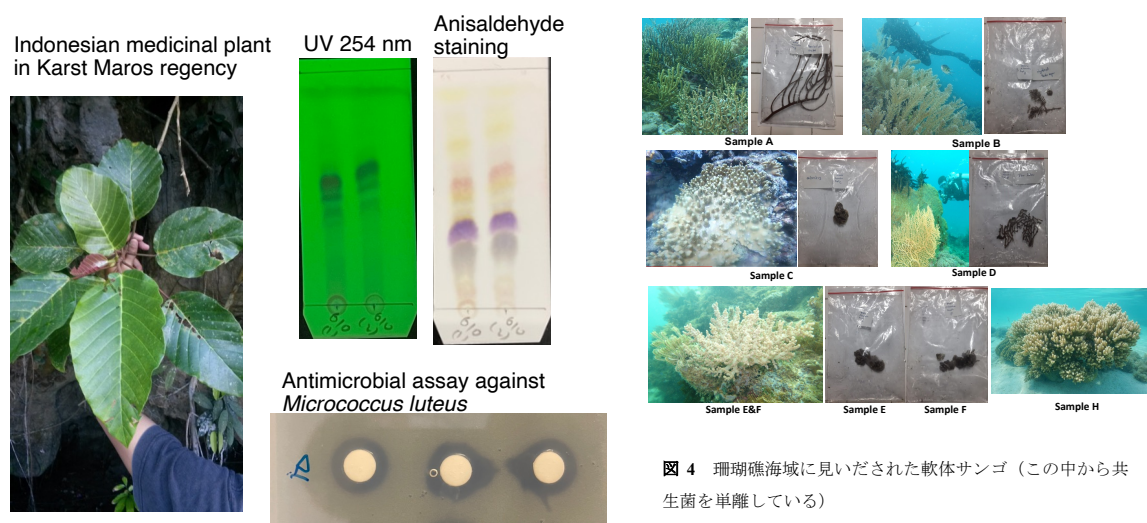 Indonesian medicinal plant
in Karst Maros regency
UV 254 nm
Anisaldehyde
staining
Antimicrobial assay against
Micrococcus luteus
Sample A
Sample B
Sample C
Sample D
Sample E&F
Sample E
Sample F
Sample H
図 4 珊瑚礁海域に見いだされた軟体サンゴ（この中から共
生菌を単離している）